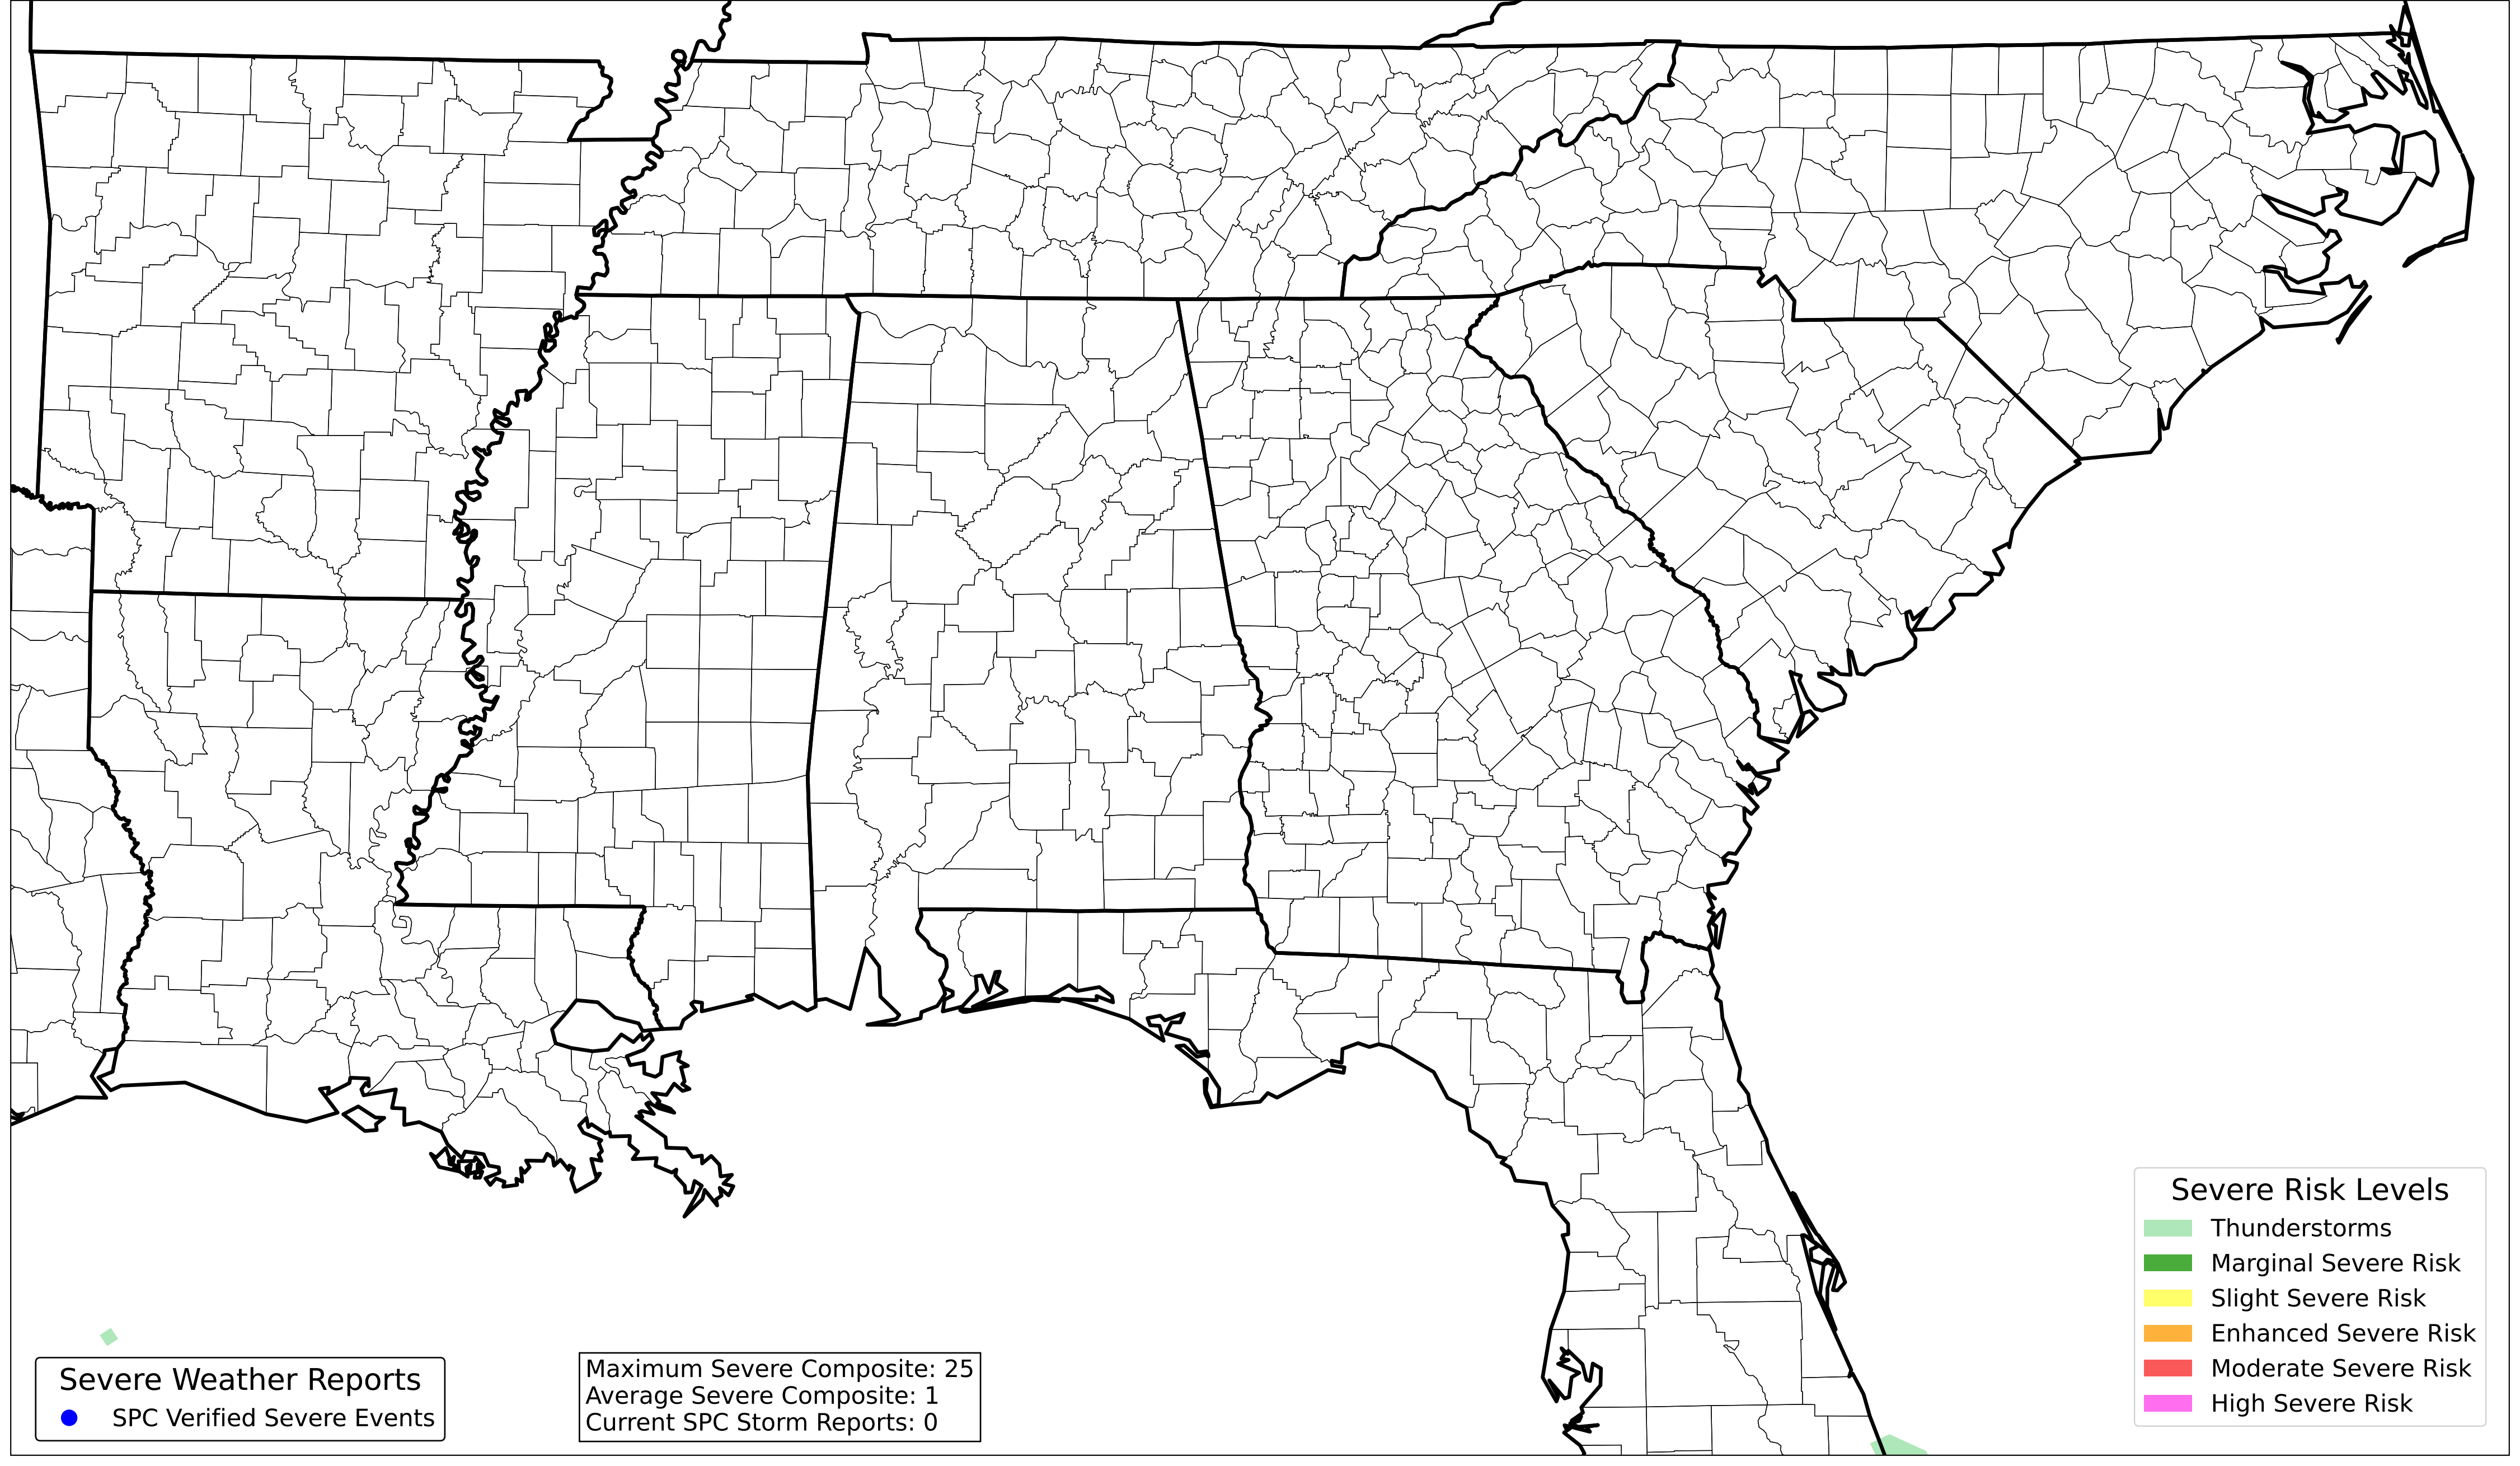 Severe Risk Levels
Thunderstorms
Marginal Severe Risk
Slight Severe Risk
Enhanced Severe Risk
Moderate Severe Risk
High Severe Risk
Severe Weather Reports
SPC Verified Severe Events
Maximum Severe Composite: 25
Average Severe Composite: 1
Current SPC Storm Reports: 0